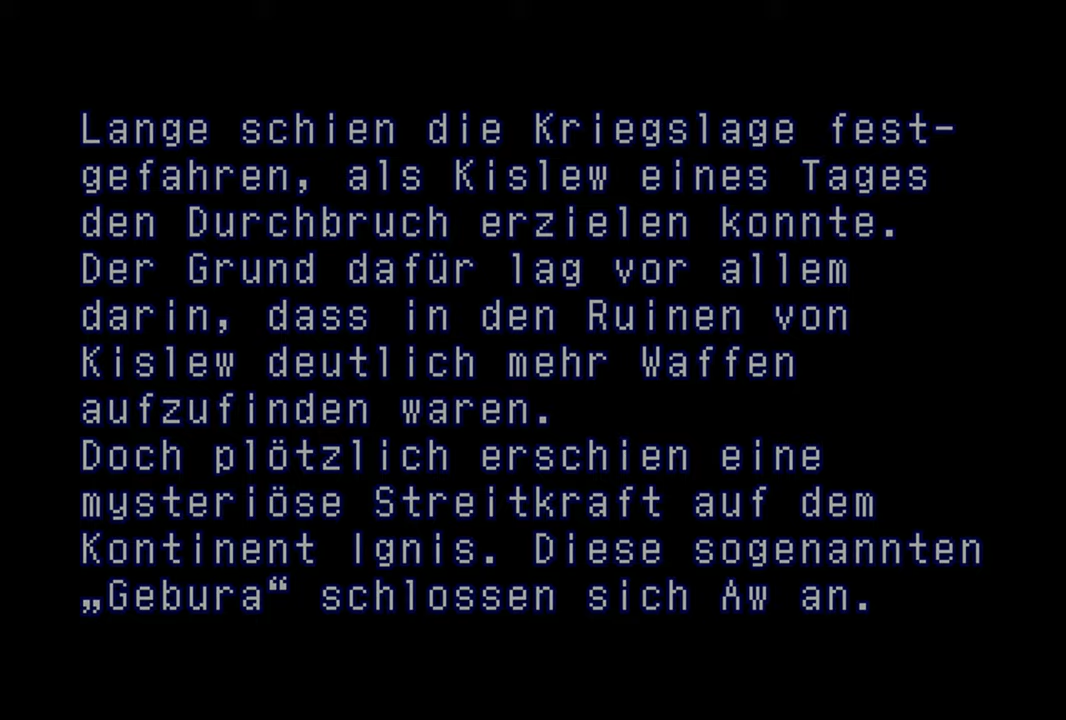 Lange schien die Kriegslage fest-
gefahren, als Kislew eines Tages
den Durchbruch erzielen konnte.
Der Grund dafür lag vor allem
darin, dass in den Ruinen von
Kislew deutlich mehr Waffen
aufzufinden waren.
Doch plötzlich erschien eine
mysteriöse Streitkraft auf dem
Kontinent Ignis. Diese sogenannten
„Gebura“ schlossen sich Aw an.